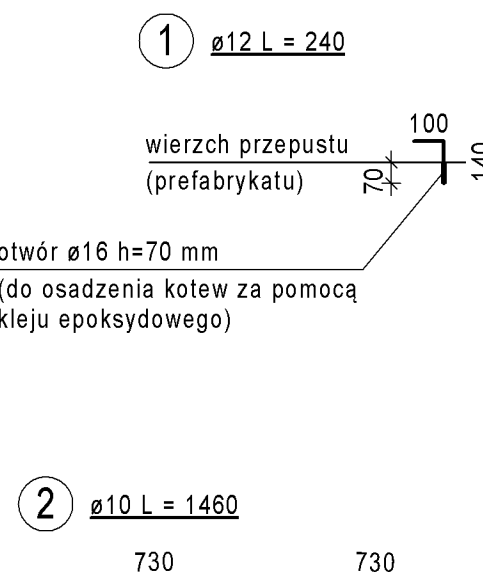 1 ø12 L = 240
100
wierzch przepustu
140
70
(prefabrykatu)
otwór ø16 h=70 mm
(do osadzenia kotew za pomocą
kleju epoksydowego)
2 ø10 L = 1460
730 730